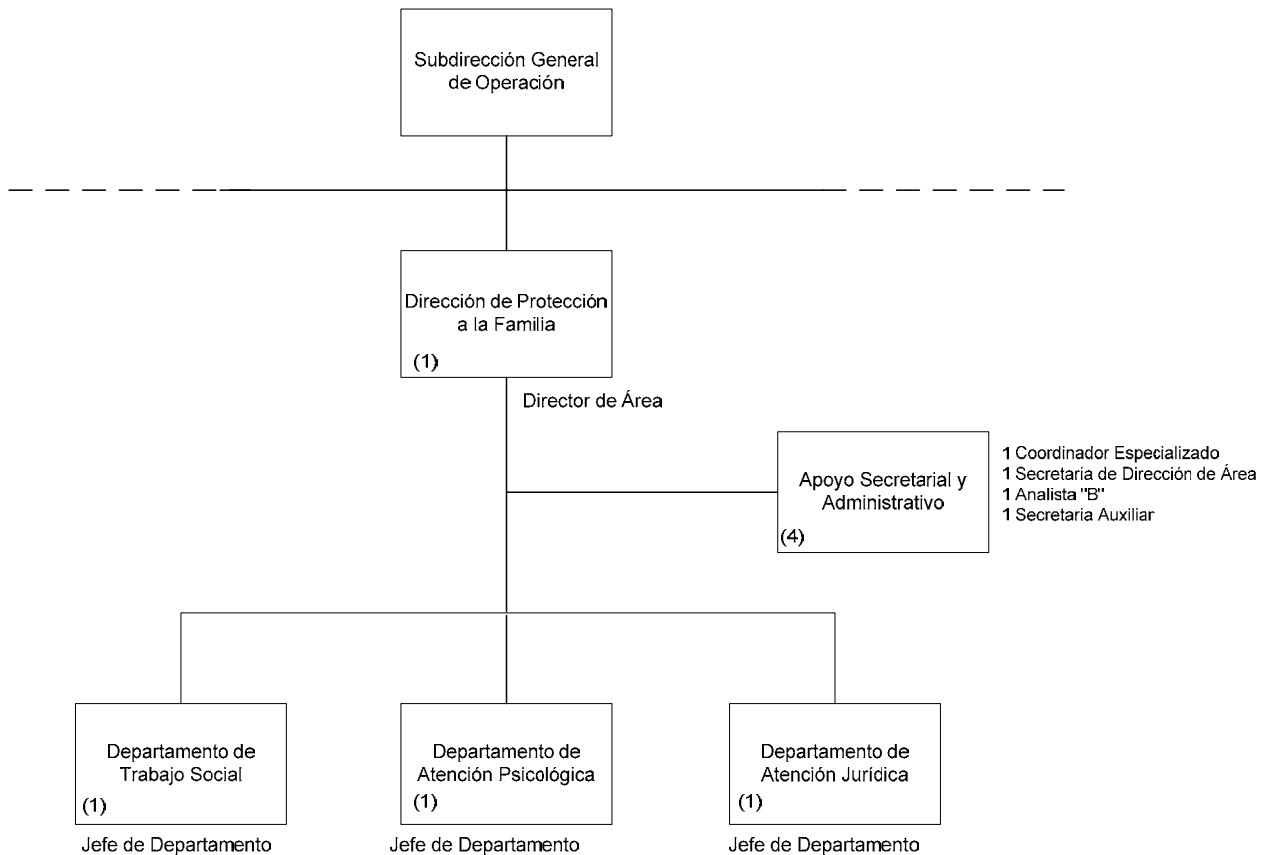 Subdirección General
de Operación
Dirección de Protección
a la Familia
(1)
Director de Área
Apoyo Secretarial y
Administrativo
(4)
1 Coordinador Especializado
1 Secretaria de Dirección de Área
1 Analista "B"
1 Secretaria Auxiliar
Departamento de
Trabajo Social
(1)
Jefe de Departamento
Departamento de
Atención Psicológica
(1)
Jefe de Departamento
Departamento de
Atención Jurídica
(1)
Jefe de Departamento